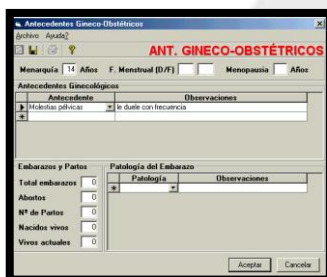 Antecedentes Gineco-Obstétricos
Archivo Ayuda?
ANT. GINECO-OBSTÉTRICOS
Menarquia 14 Años F. Menstrual (D/F) Menopausia Años
Antecedentes Ginecológicos
Antecedente Observaciones
Molestias pélvicas le duele con frecuencia
Embarazos y Partos
Total embarazos 0
Abortos 0
Nº de Partos 0
Nacidos vivos 0
Vivos actuales 0
Patología del Embarazo
Patología Observaciones
Aceptar Cancelar